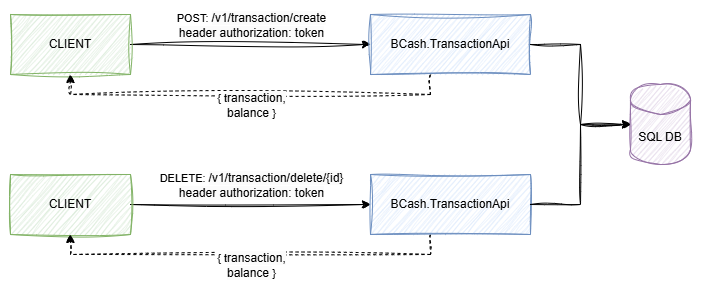 POST: /v1/transaction/create
header authorization: token
CLIENT
BCash.TransactionApi
{ transaction,
balance }
SQL DB
DELETE: /v1/transaction/delete/{id}
header authorization: token
CLIENT
BCash.TransactionApi
{ transaction,
balance }